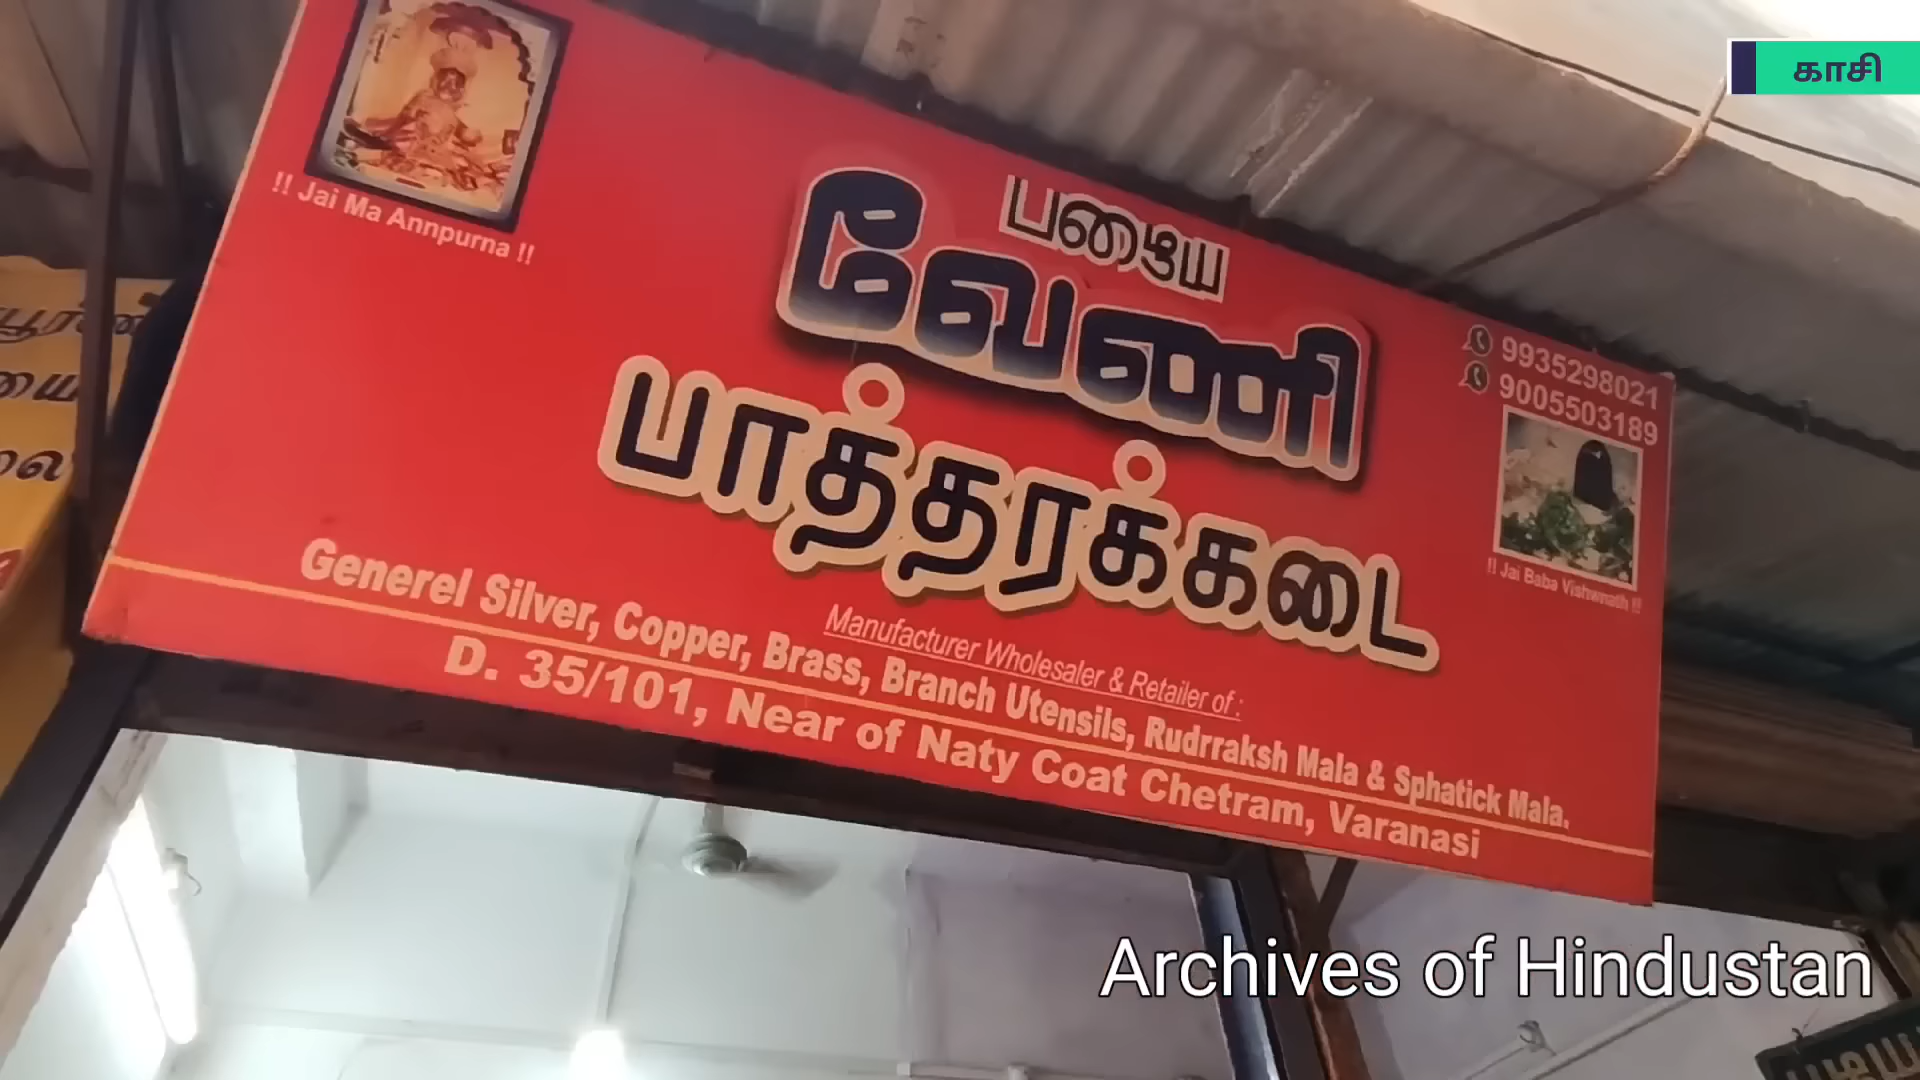 காசி
!! Jai Ma Annpurna !!
பழைய
வேணி
பாத்தரக்கடை
9935298021
9005503189
!! Jai Baba Vishwnath !!
Manufacturer Wholesaler & Retailer of :
Generel Silver, Copper, Brass, Branch Utensils, Rudrraksh Mala & Sphatick Mala.
D. 35/101, Near of Naty Coat Chetram, Varanasi
Archives of Hindustan